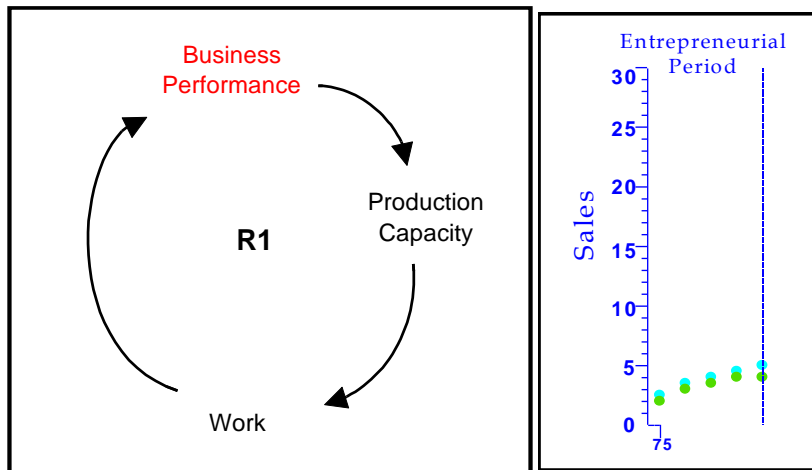 Business
Performance
Production
Capacity
R1
Work
Entrepreneurial
Period
Sales
30
25
20
15
10
5
0
75